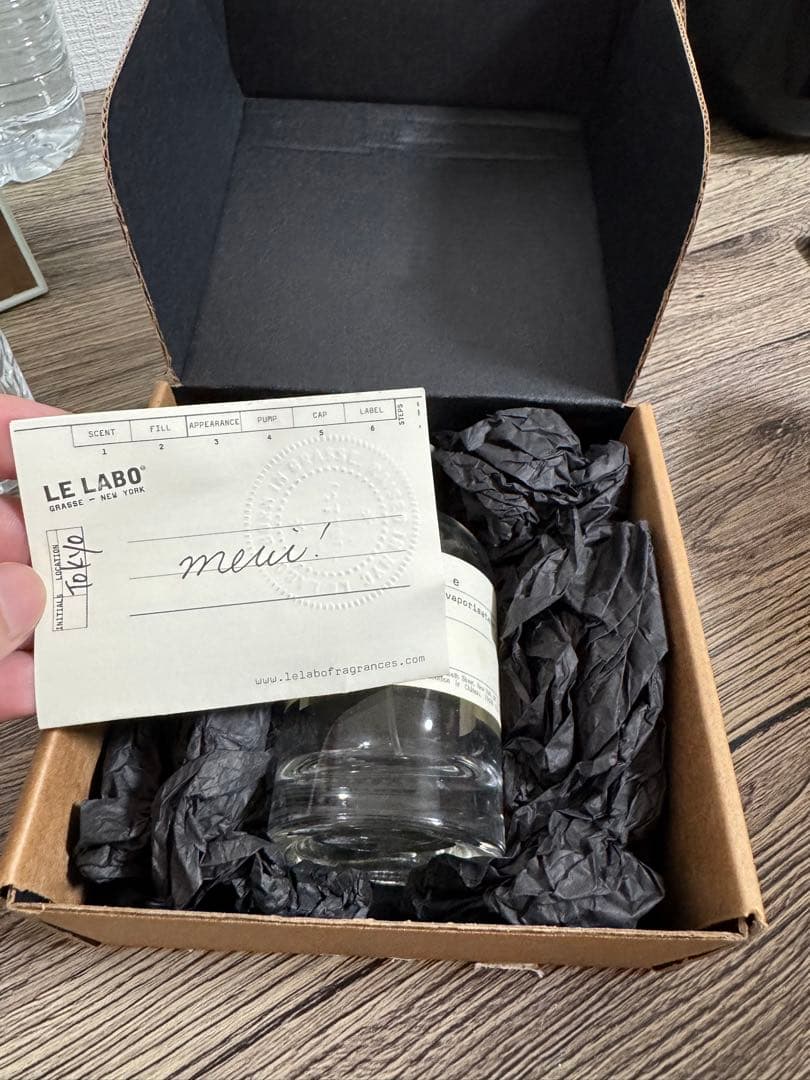 SCENT FILL APPEARANCE PUMP CAP LABEL STEPS
1 2 3 4 5 6
LE LABO®
GRASSE — NEW YORK
INITIALS LOCATION
TOKYO
merci!
www.lelabofragrances.com
e